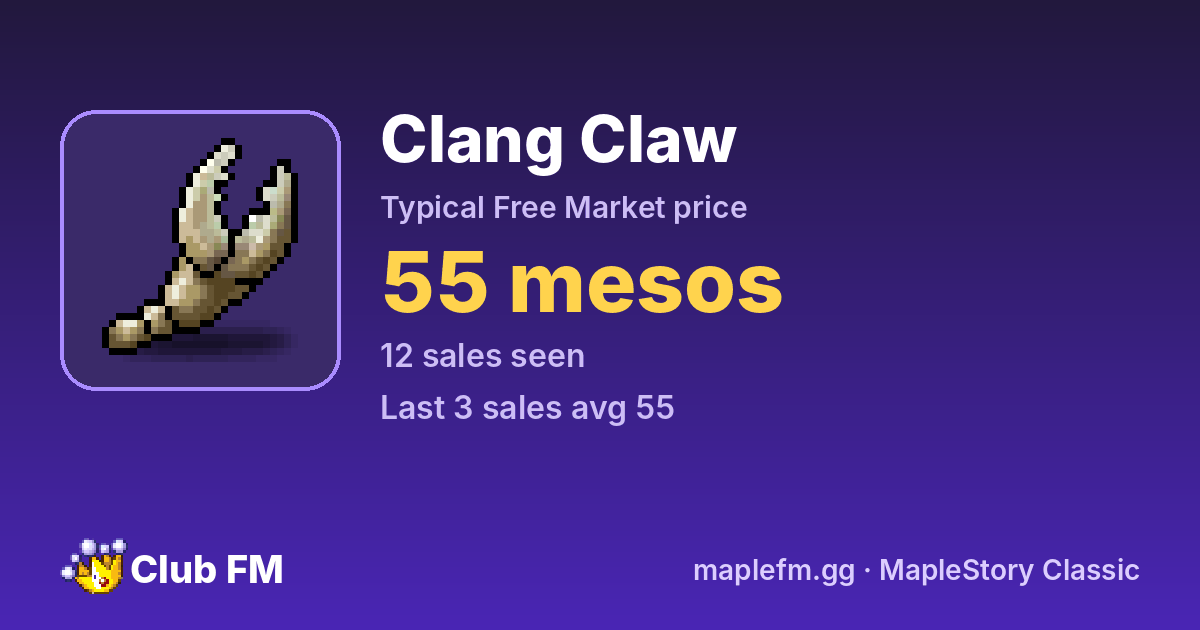 Clang Claw
Typical Free Market price
55 mesos
12 sales seen
Last 3 sales avg 55
Club FM
maplefm.gg · MapleStory Classic